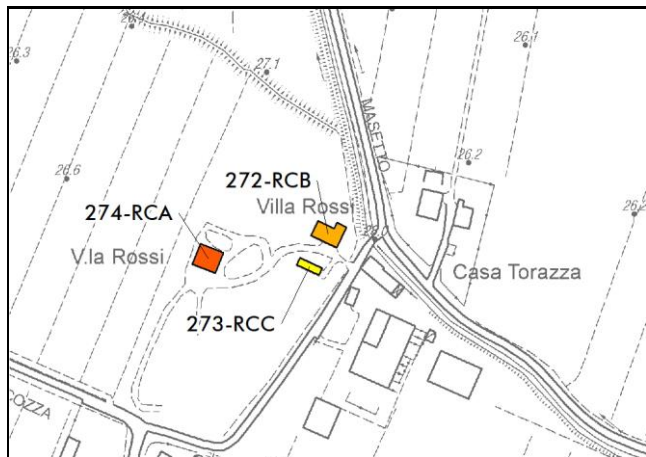 26.1
26.3
27.1
MASETTO
26.2
26.6
272-RCB
Villa Rossi
274-RCA
V.la Rossi
Casa Torazza
273-RCC
COZZA